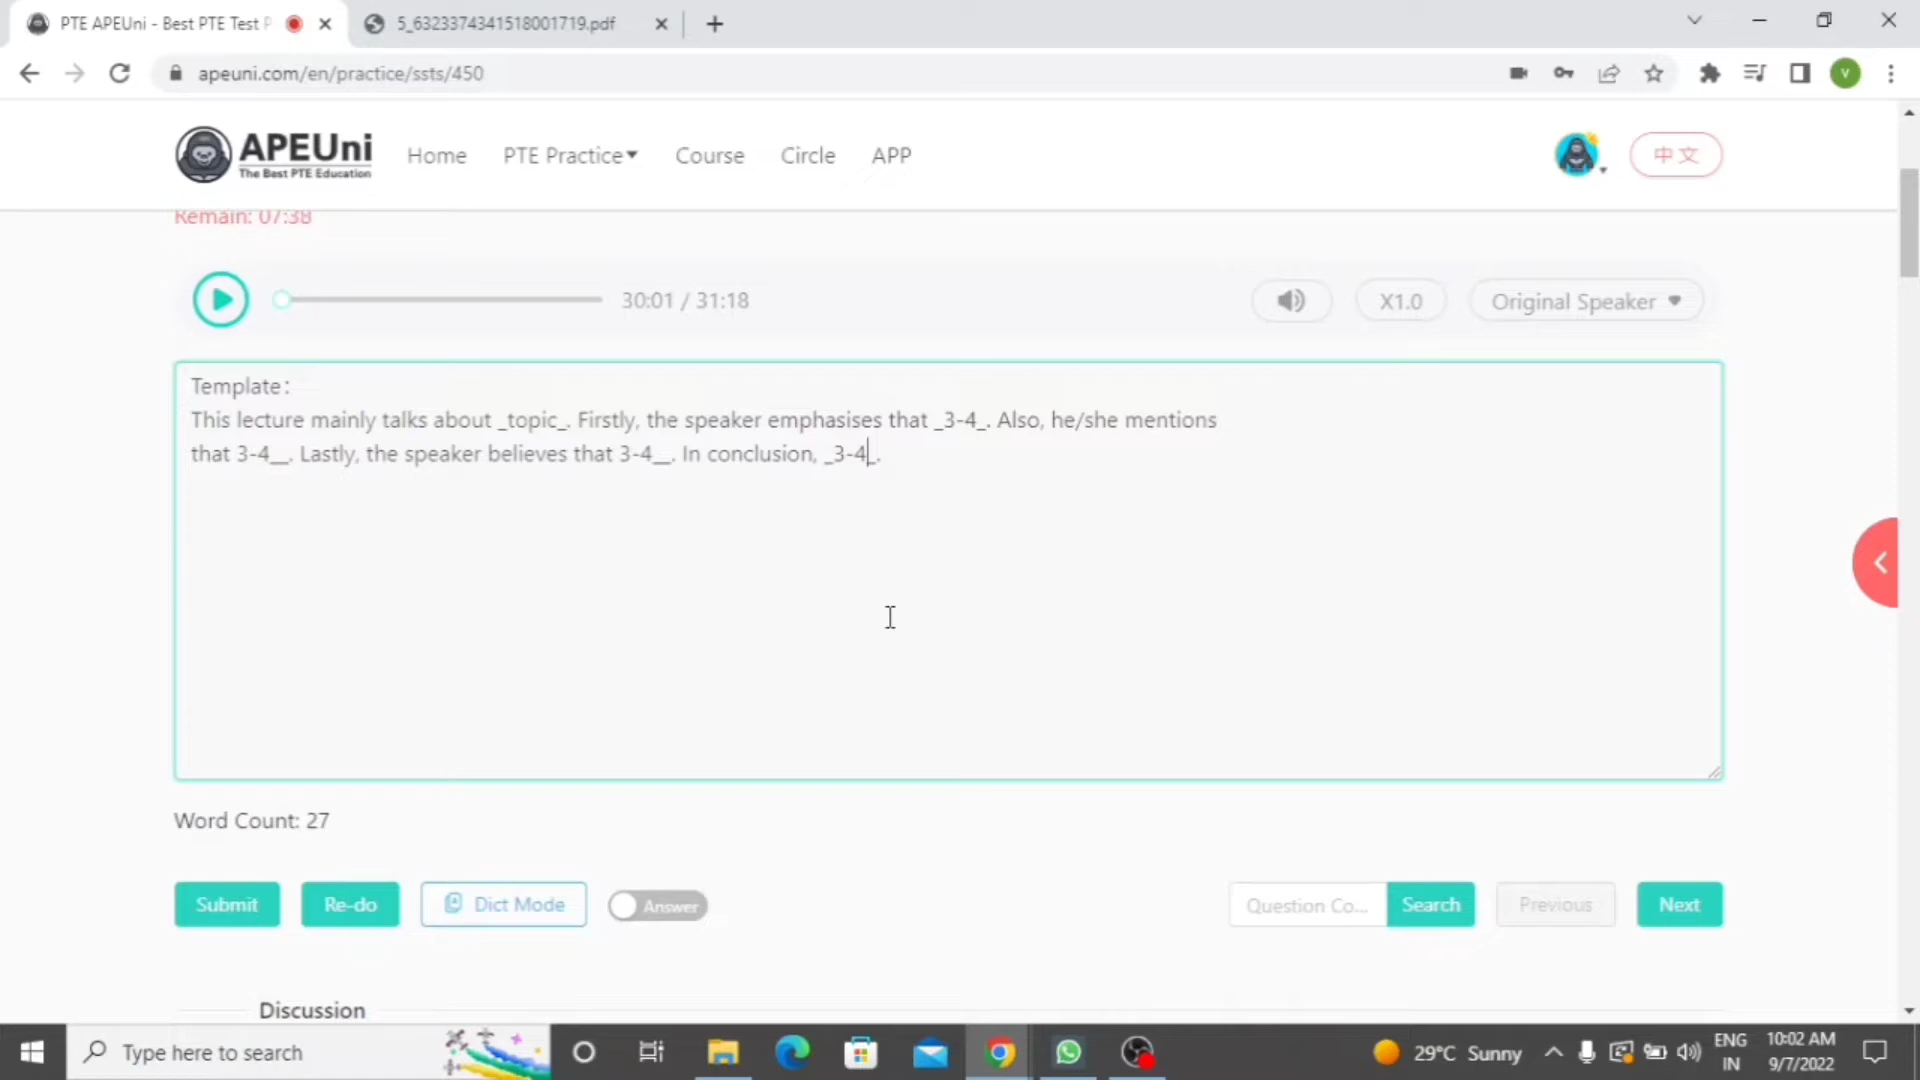 PTE APEUni - Best PTE Test P
5_6323374341518001719.pdf
apeuni.com/en/practice/ssts/450
V
APEUni
The Best PTE Education
Home
PTE Practice
Course
Circle
APP
中文
Remain: 07:38
30:01 / 31:18
X1.0
Original Speaker
Template:
This lecture mainly talks about _topic_. Firstly, the speaker emphasises that _3-4_. Also, he/she mentions
that 3-4__. Lastly, the speaker believes that 3-4__. In conclusion, _3-4_.
Word Count: 27
Submit
Re-do
Dict Mode
Answer
Question Co...
Search
Previous
Next
Discussion
Type here to search
29°C Sunny
ENG
IN
10:02 AM
9/7/2022